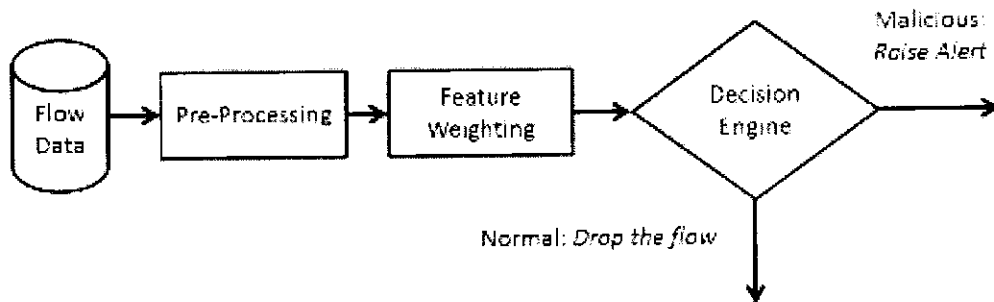 Malicious:
Raise Alert
Flow
Data
Pre-Processing
Feature
Weighting
Decision
Engine
Normal: Drop the flow